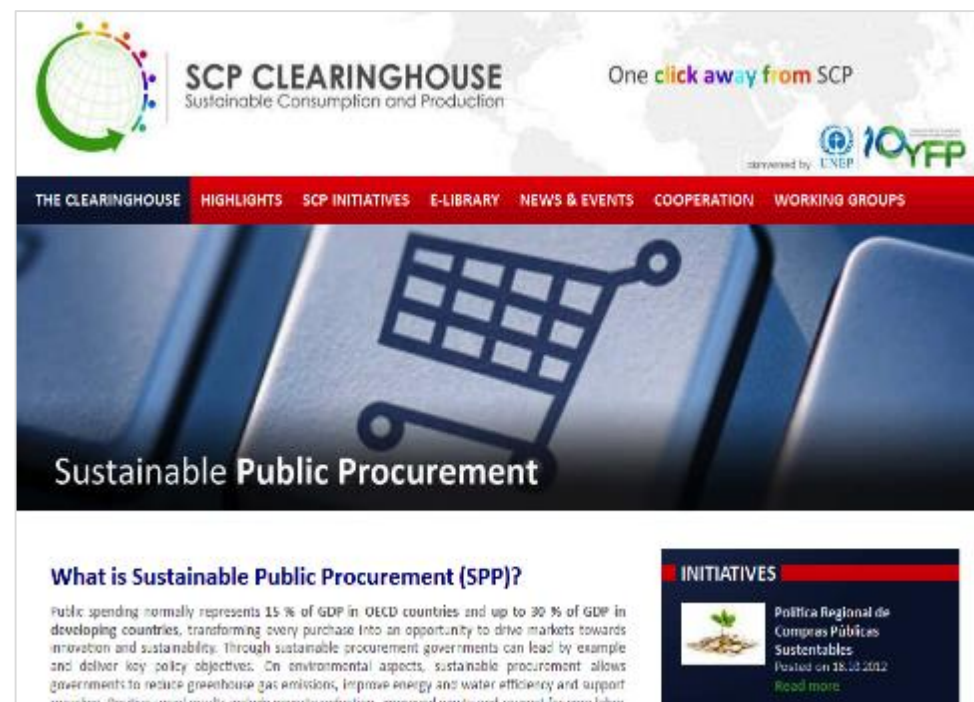 SCP CLEARINGHOUSE
Sustainable Consumption and Production
One click away from SCP
convened by UNEP 10YFP
THE CLEARINGHOUSE HIGHLIGHTS SCP INITIATIVES E-LIBRARY NEWS & EVENTS COOPERATION WORKING GROUPS
Sustainable Public Procurement
What is Sustainable Public Procurement (SPP)?
Public spending normally represents 15 % of GDP in OECD countries and up to 30 % of GDP in
developing countries, transforming every purchase into an opportunity to drive markets towards
innovation and sustainability. Through sustainable procurement governments can lead by example
and deliver key policy objectives. On environmental aspects, sustainable procurement allows
governments to reduce greenhouse gas emissions, improve energy and water efficiency and support
INITIATIVES
Política Regional de
Compras Públicas
Sustentables
Posted on 18.10.2012
Read more